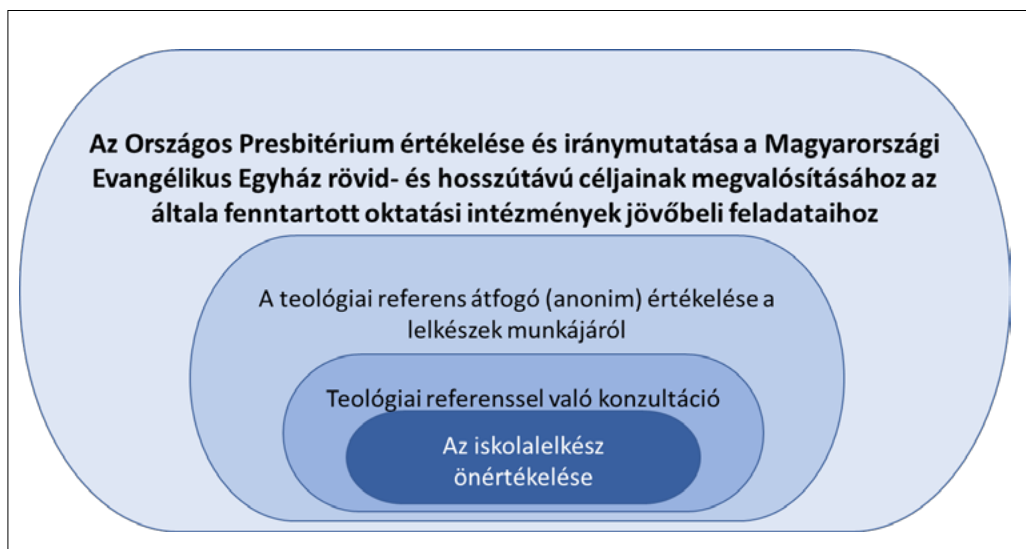 Az Országos Presbitérium értékelése és iránymutatása a Magyarországi
Evangélikus Egyház rövid- és hosszútávú céljainak megvalósításához az
általa fenntartott oktatási intézmények jövőbeli feladataihoz
A teológiai referens átfogó (anonim) értékelése a
lelkészek munkájáról
Teológiai referenssel való konzultáció
Az iskolalelkész
önértékelése